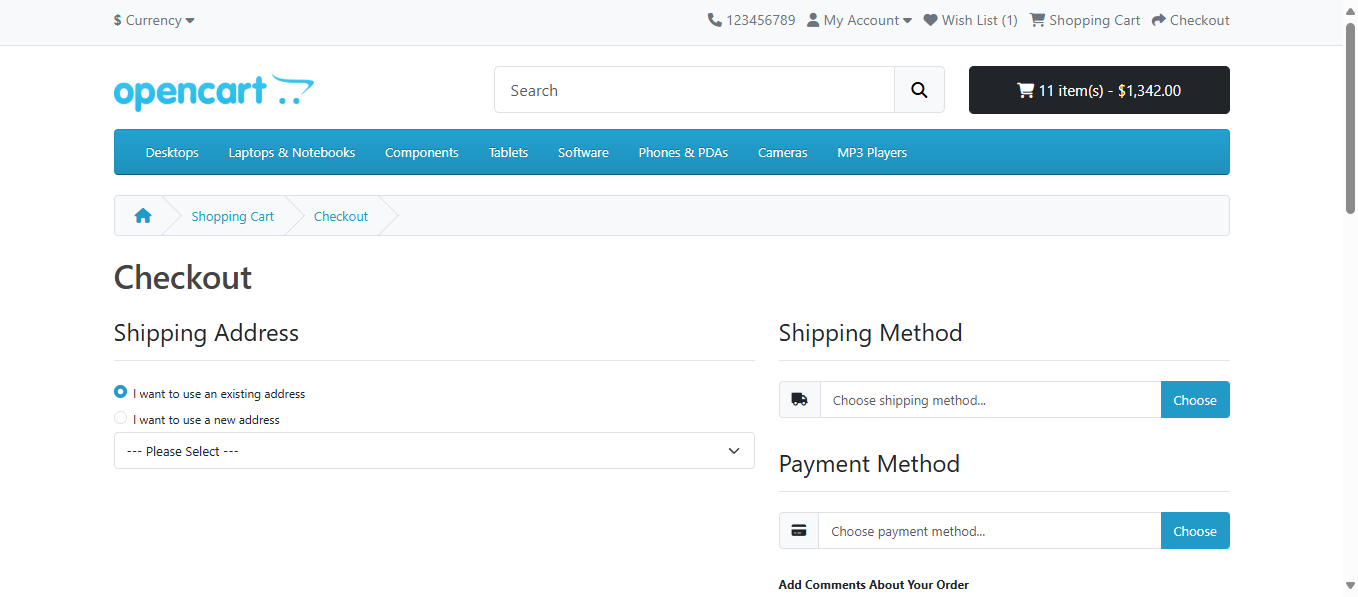 $ Currency
123456789 My Account Wish List (1) Shopping Cart Checkout
opencart
Search
11 item(s) - $1,342.00
Desktops Laptops & Notebooks Components Tablets Software Phones & PDAs Cameras MP3 Players
Shopping Cart Checkout
Checkout
Shipping Address
I want to use an existing address
I want to use a new address
--- Please Select ---
Shipping Method
Choose shipping method... Choose
Payment Method
Choose payment method... Choose
Add Comments About Your Order